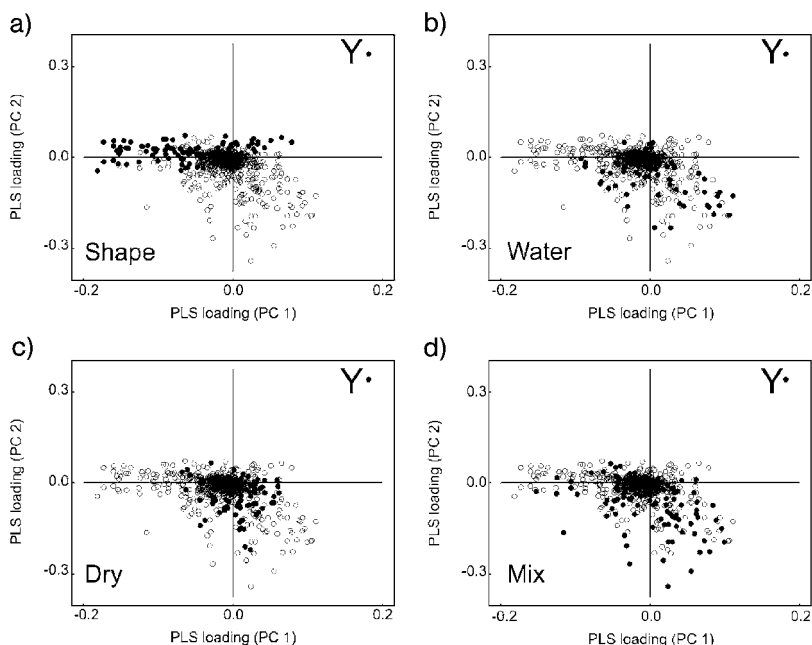 a)
Y
0.3
0.0
-0.3
PLS loading (PC 2)
Shape
-0.2 0.0 0.2
PLS loading (PC 1)
b)
Y
0.3
0.0
-0.3
PLS loading (PC 2)
Water
-0.2 0.0 0.2
PLS loading (PC 1)
c)
Y
0.3
0.0
-0.3
PLS loading (PC 2)
Dry
-0.2 0.0 0.2
PLS loading (PC 1)
d)
Y
0.3
0.0
-0.3
PLS loading (PC 2)
Mix
-0.2 0.0 0.2
PLS loading (PC 1)